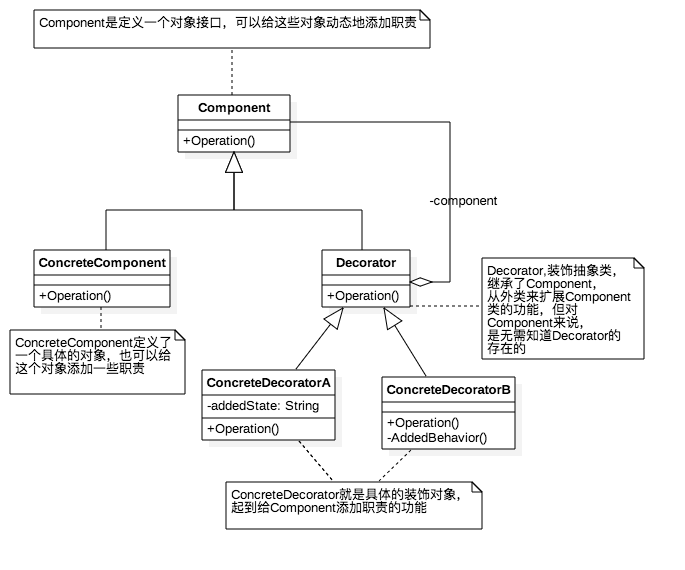 Component是定义一个对象接口，可以给这些对象动态地添加职责
Component
+Operation()
-component
ConcreteComponent
+Operation()
Decorator
+Operation()
Decorator,装饰抽象类，
继承了Component，
从外类来扩展Component
类的功能，但对
Component来说，
是无需知道Decorator的
存在的
ConcreteComponent定义了
一个具体的对象，也可以给
这个对象添加一些职责
ConcreteDecoratorA
-addedState: String
+Operation()
ConcreteDecoratorB
+Operation()
-AddedBehavior()
ConcreteDecorator就是具体的装饰对象，
起到给Component添加职责的功能